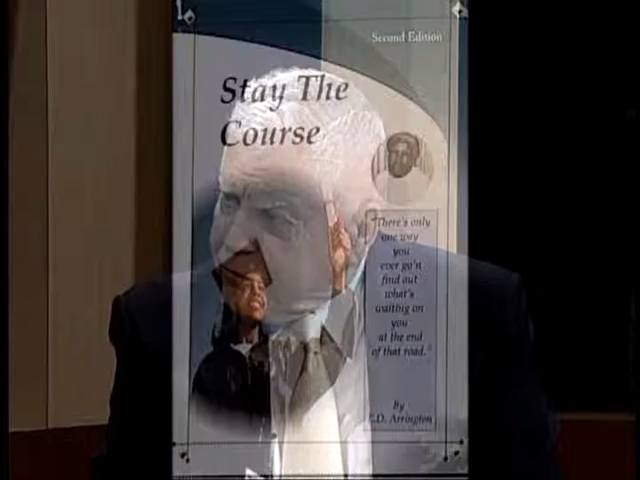 Second Edition
Stay The
Course
"There's only
one way
you
ever go'n
find out
what's
waiting on
you
at the end
of that road."
By
E.D. Arrington